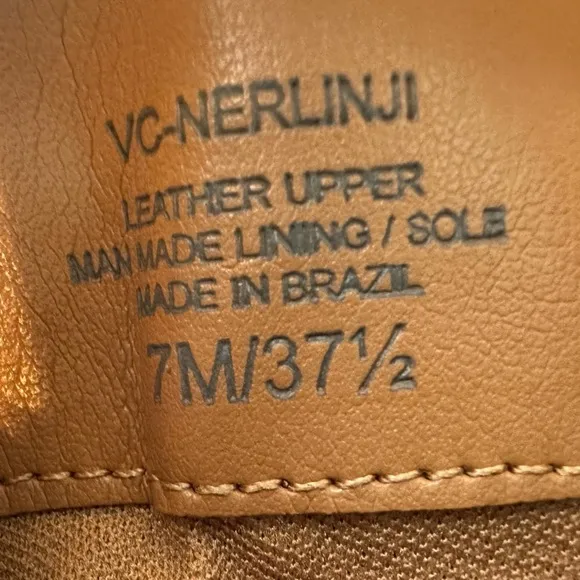 VC-NERLINJI
LEATHER UPPER
MAN MADE LINING / SOLE
MADE IN BRAZIL
7M/37½